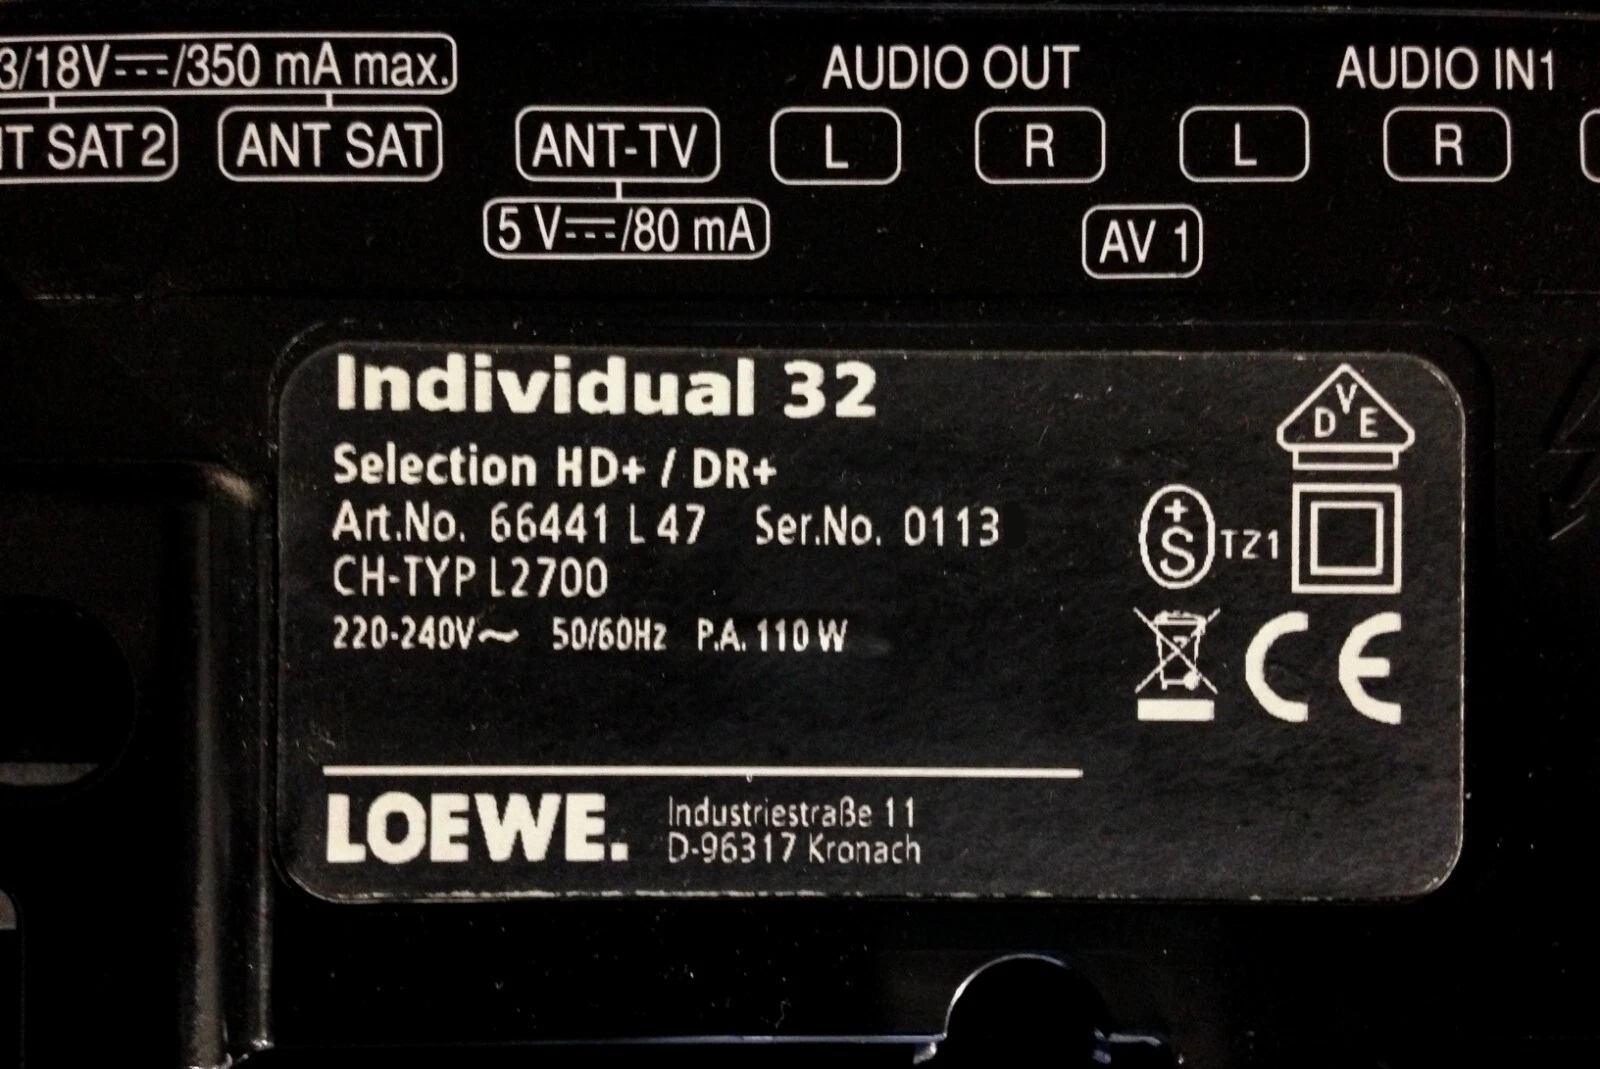 3/18V⎓/350 mA max.
AUDIO OUT
AUDIO IN1
T SAT2
ANT SAT
ANT-TV
L
R
L
R
5 V⎓/80 mA
AV 1
Individual 32
Selection HD+ / DR+
Art.No. 66441 L 47 Ser.No. 0113
CH-TYP L2700
220-240V~ 50/60Hz P.A. 110 W
DVE
+S TZ1
CE
LOEWE.
Industriestraße 11
D-96317 Kronach